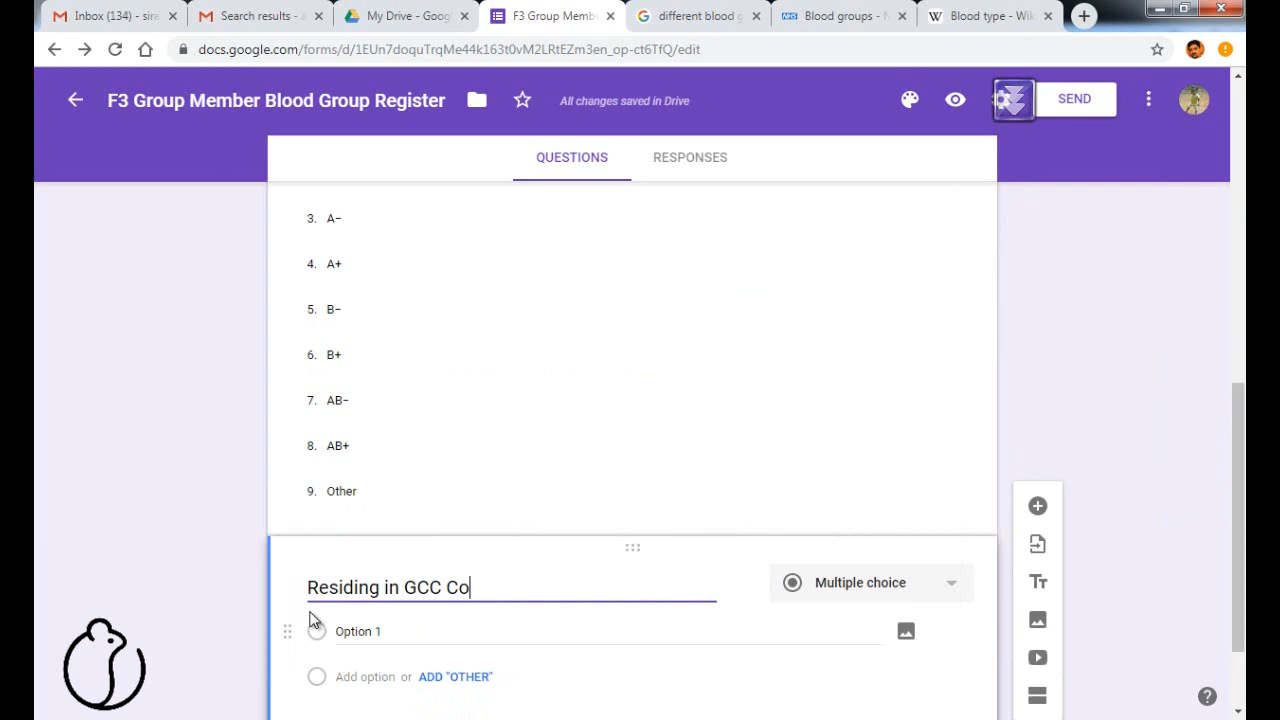 Inbox (134) - sira
Search results - a
My Drive - Goog
F3 Group Memb
different blood g
Blood groups - N
Blood type - Wik
docs.google.com/forms/d/1EUn7doquTrqMe44k163t0vM2LRtEZm3en_op-ct6TfQ/edit
F3 Group Member Blood Group Register
All changes saved in Drive
SEND
QUESTIONS
RESPONSES
3. A−
4. A+
5. B−
6. B+
7. AB−
8. AB+
9. Other
Residing in GCC Co
Multiple choice
Option 1
Add option or ADD "OTHER"